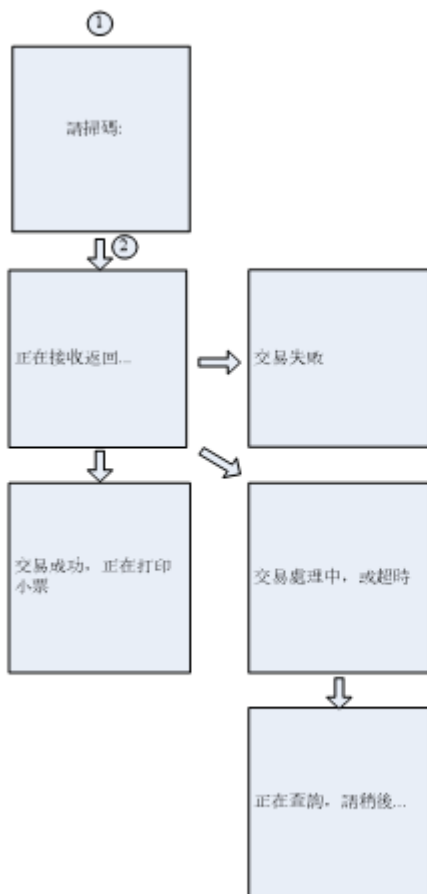 ①
請掃碼:
②
正在接收返回...
交易失敗
交易成功，正在打印
小票
交易處理中，或超時
正在查詢，請稍後...